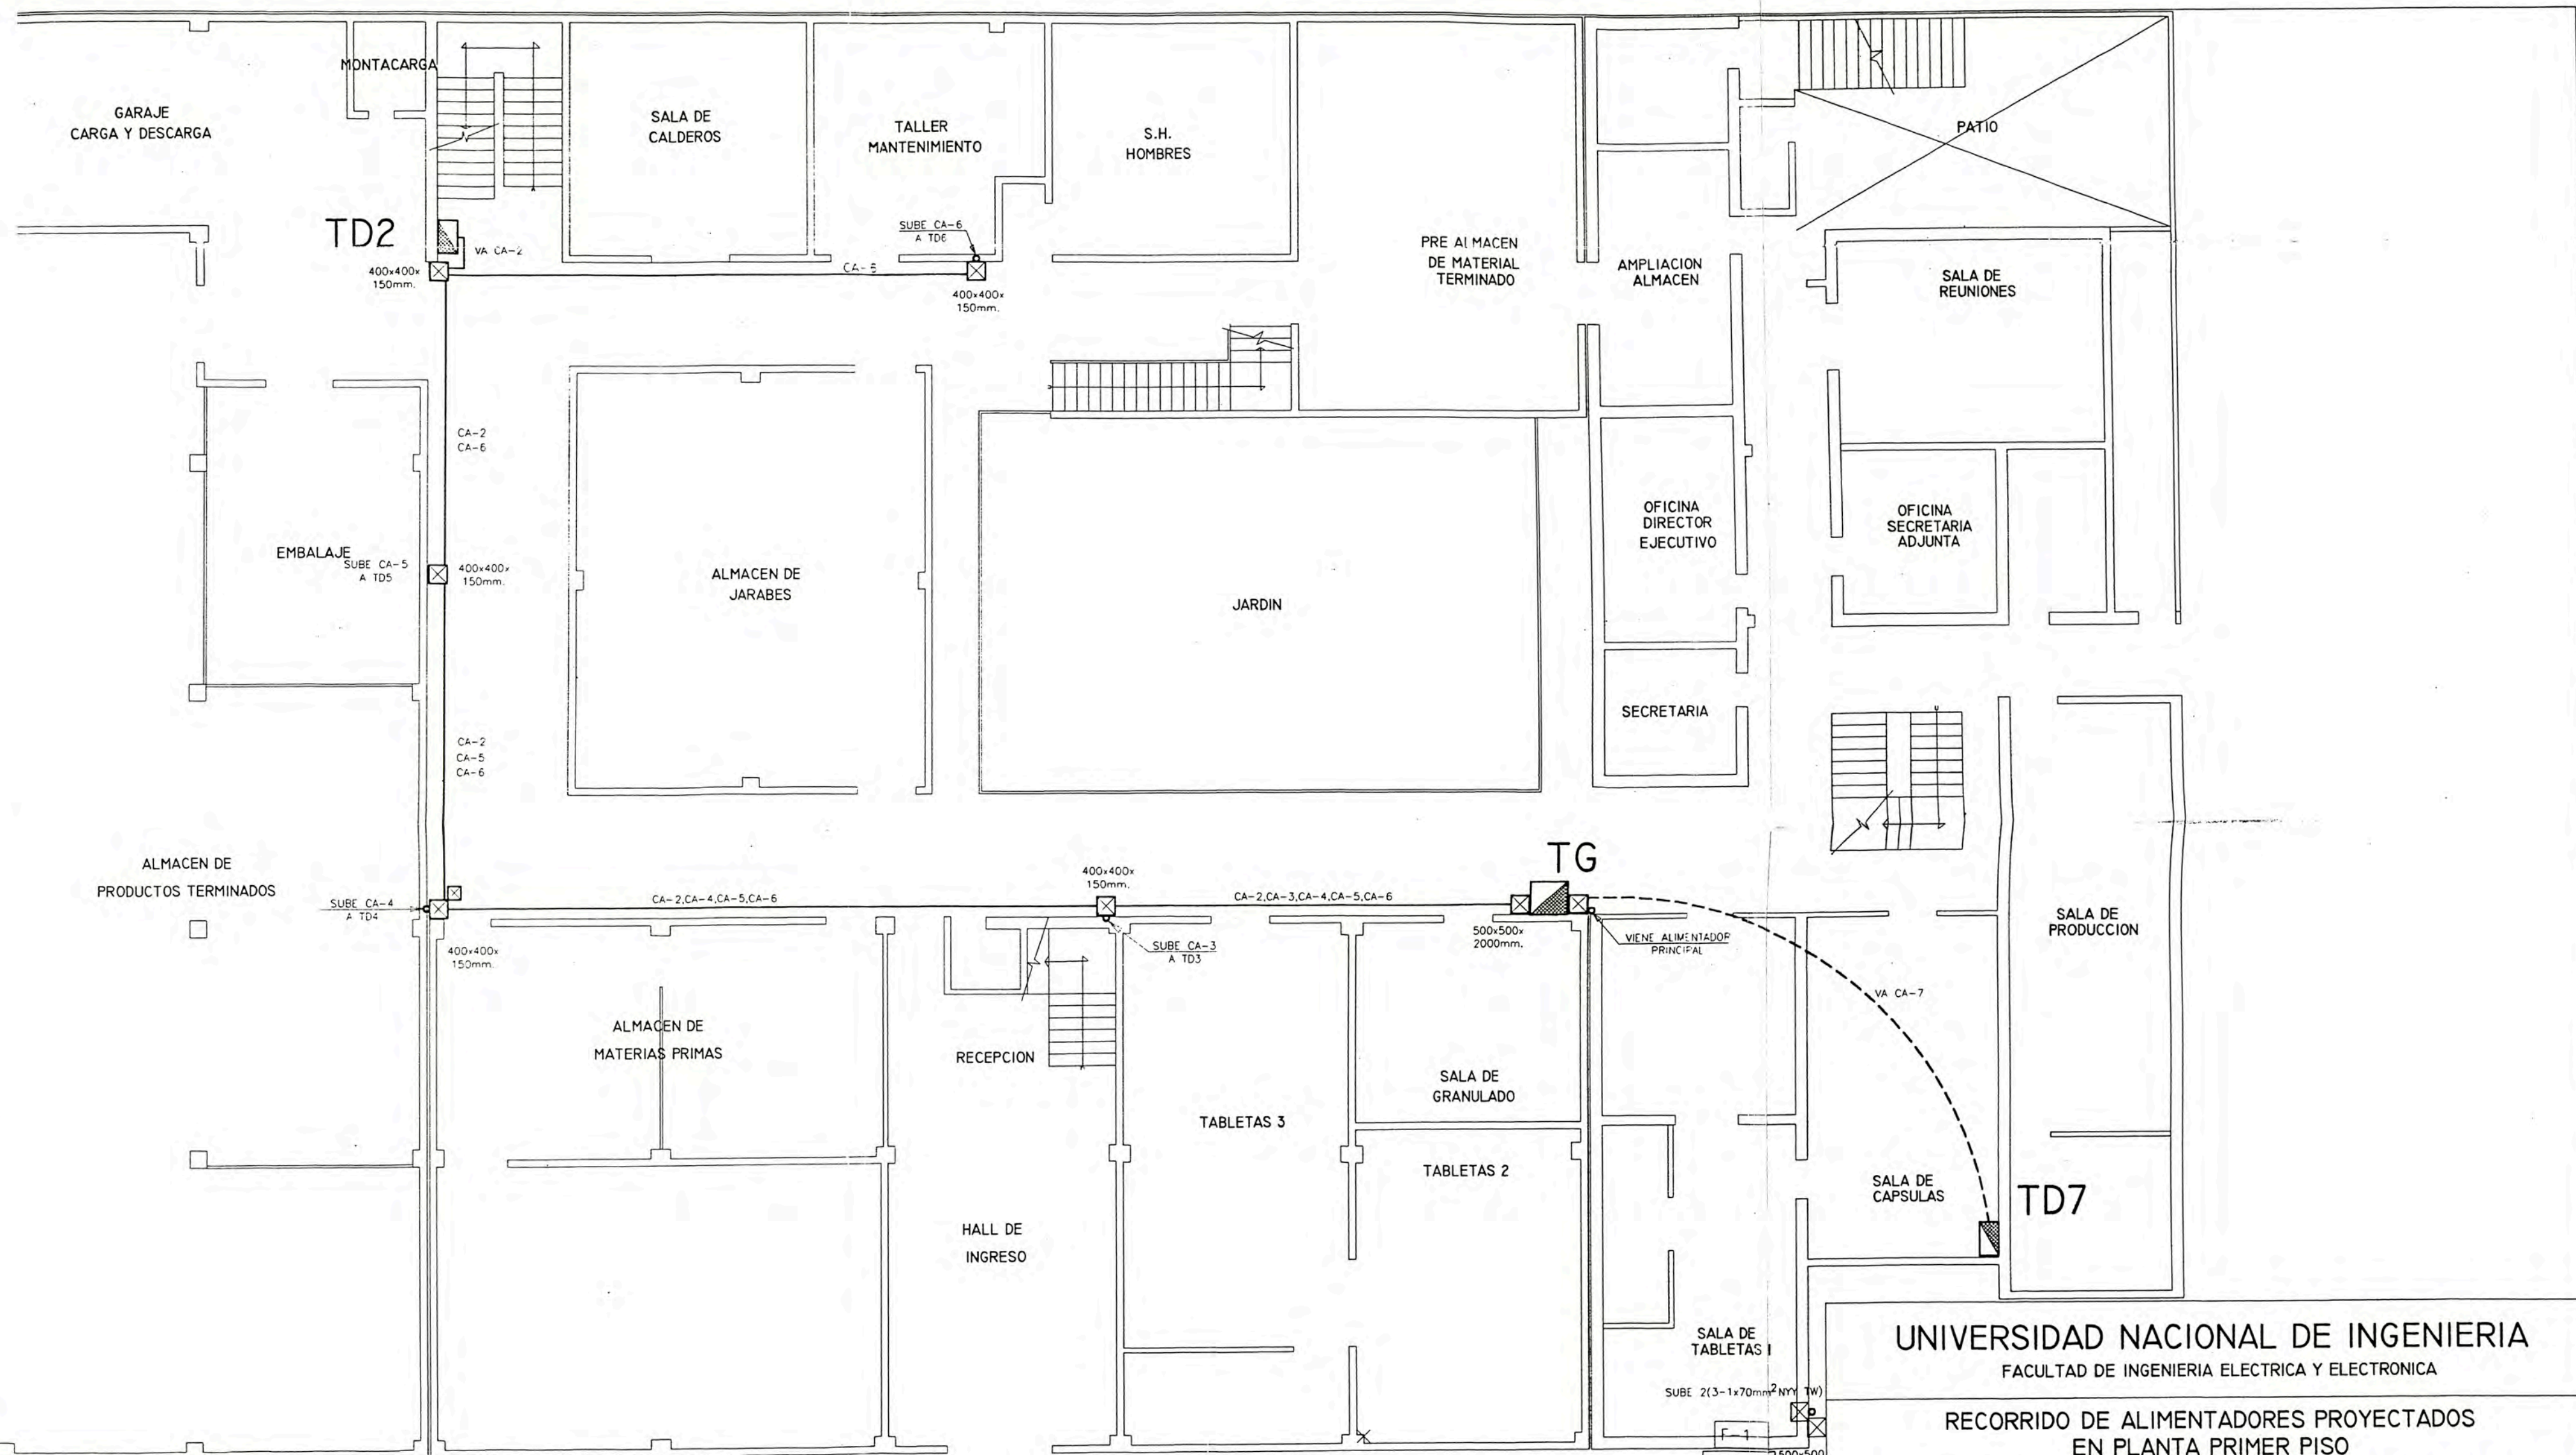 MONTACARGA
GARAJE
CARGA Y DESCARGA
SALA DE
CALDEROS
TALLER
MANTENIMIENTO
S.H.
HOMBRES
PATIO
TD2
VA CA-2
400x400x
150mm.
SUBE CA-6
A TD6
400x400x
150mm.
PRE ALMACEN
DE MATERIAL
TERMINADO
AMPLIACION
ALMACEN
SALA DE
REUNIONES
CA-2
CA-6
EMBALAJE
SUBE CA-5
A TD5
400x400x
150mm.
ALMACEN DE
JARABES
JARDIN
OFICINA
DIRECTOR
EJECUTIVO
OFICINA
SECRETARIA
ADJUNTA
SECRETARIA
CA-2
CA-5
CA-6
ALMACEN DE
PRODUCTOS TERMINADOS
SUBE CA-4
A TD4
400x400x
150mm.
CA-2,CA-4,CA-5,CA-6
400x400x
150mm.
SUBE CA-3
A TD3
CA-2,CA-3,CA-4,CA-5,CA-6
TG
500x500x
2000mm.
VIENE ALIMENTADOR
PRINCIPAL
VA CA-7
SALA DE
PRODUCCION
ALMACEN DE
MATERIAS PRIMAS
RECEPCION
SALA DE
GRANULADO
TABLETAS 3
TABLETAS 2
SALA DE
CAPSULAS
TD7
HALL DE
INGRESO
SALA DE
TABLETAS 1
SUBE 2(3-1x70mm² NYY TW)
F-1
UNIVERSIDAD NACIONAL DE INGENIERIA
FACULTAD DE INGENIERIA ELECTRICA Y ELECTRONICA
RECORRIDO DE ALIMENTADORES PROYECTADOS
EN PLANTA PRIMER PISO